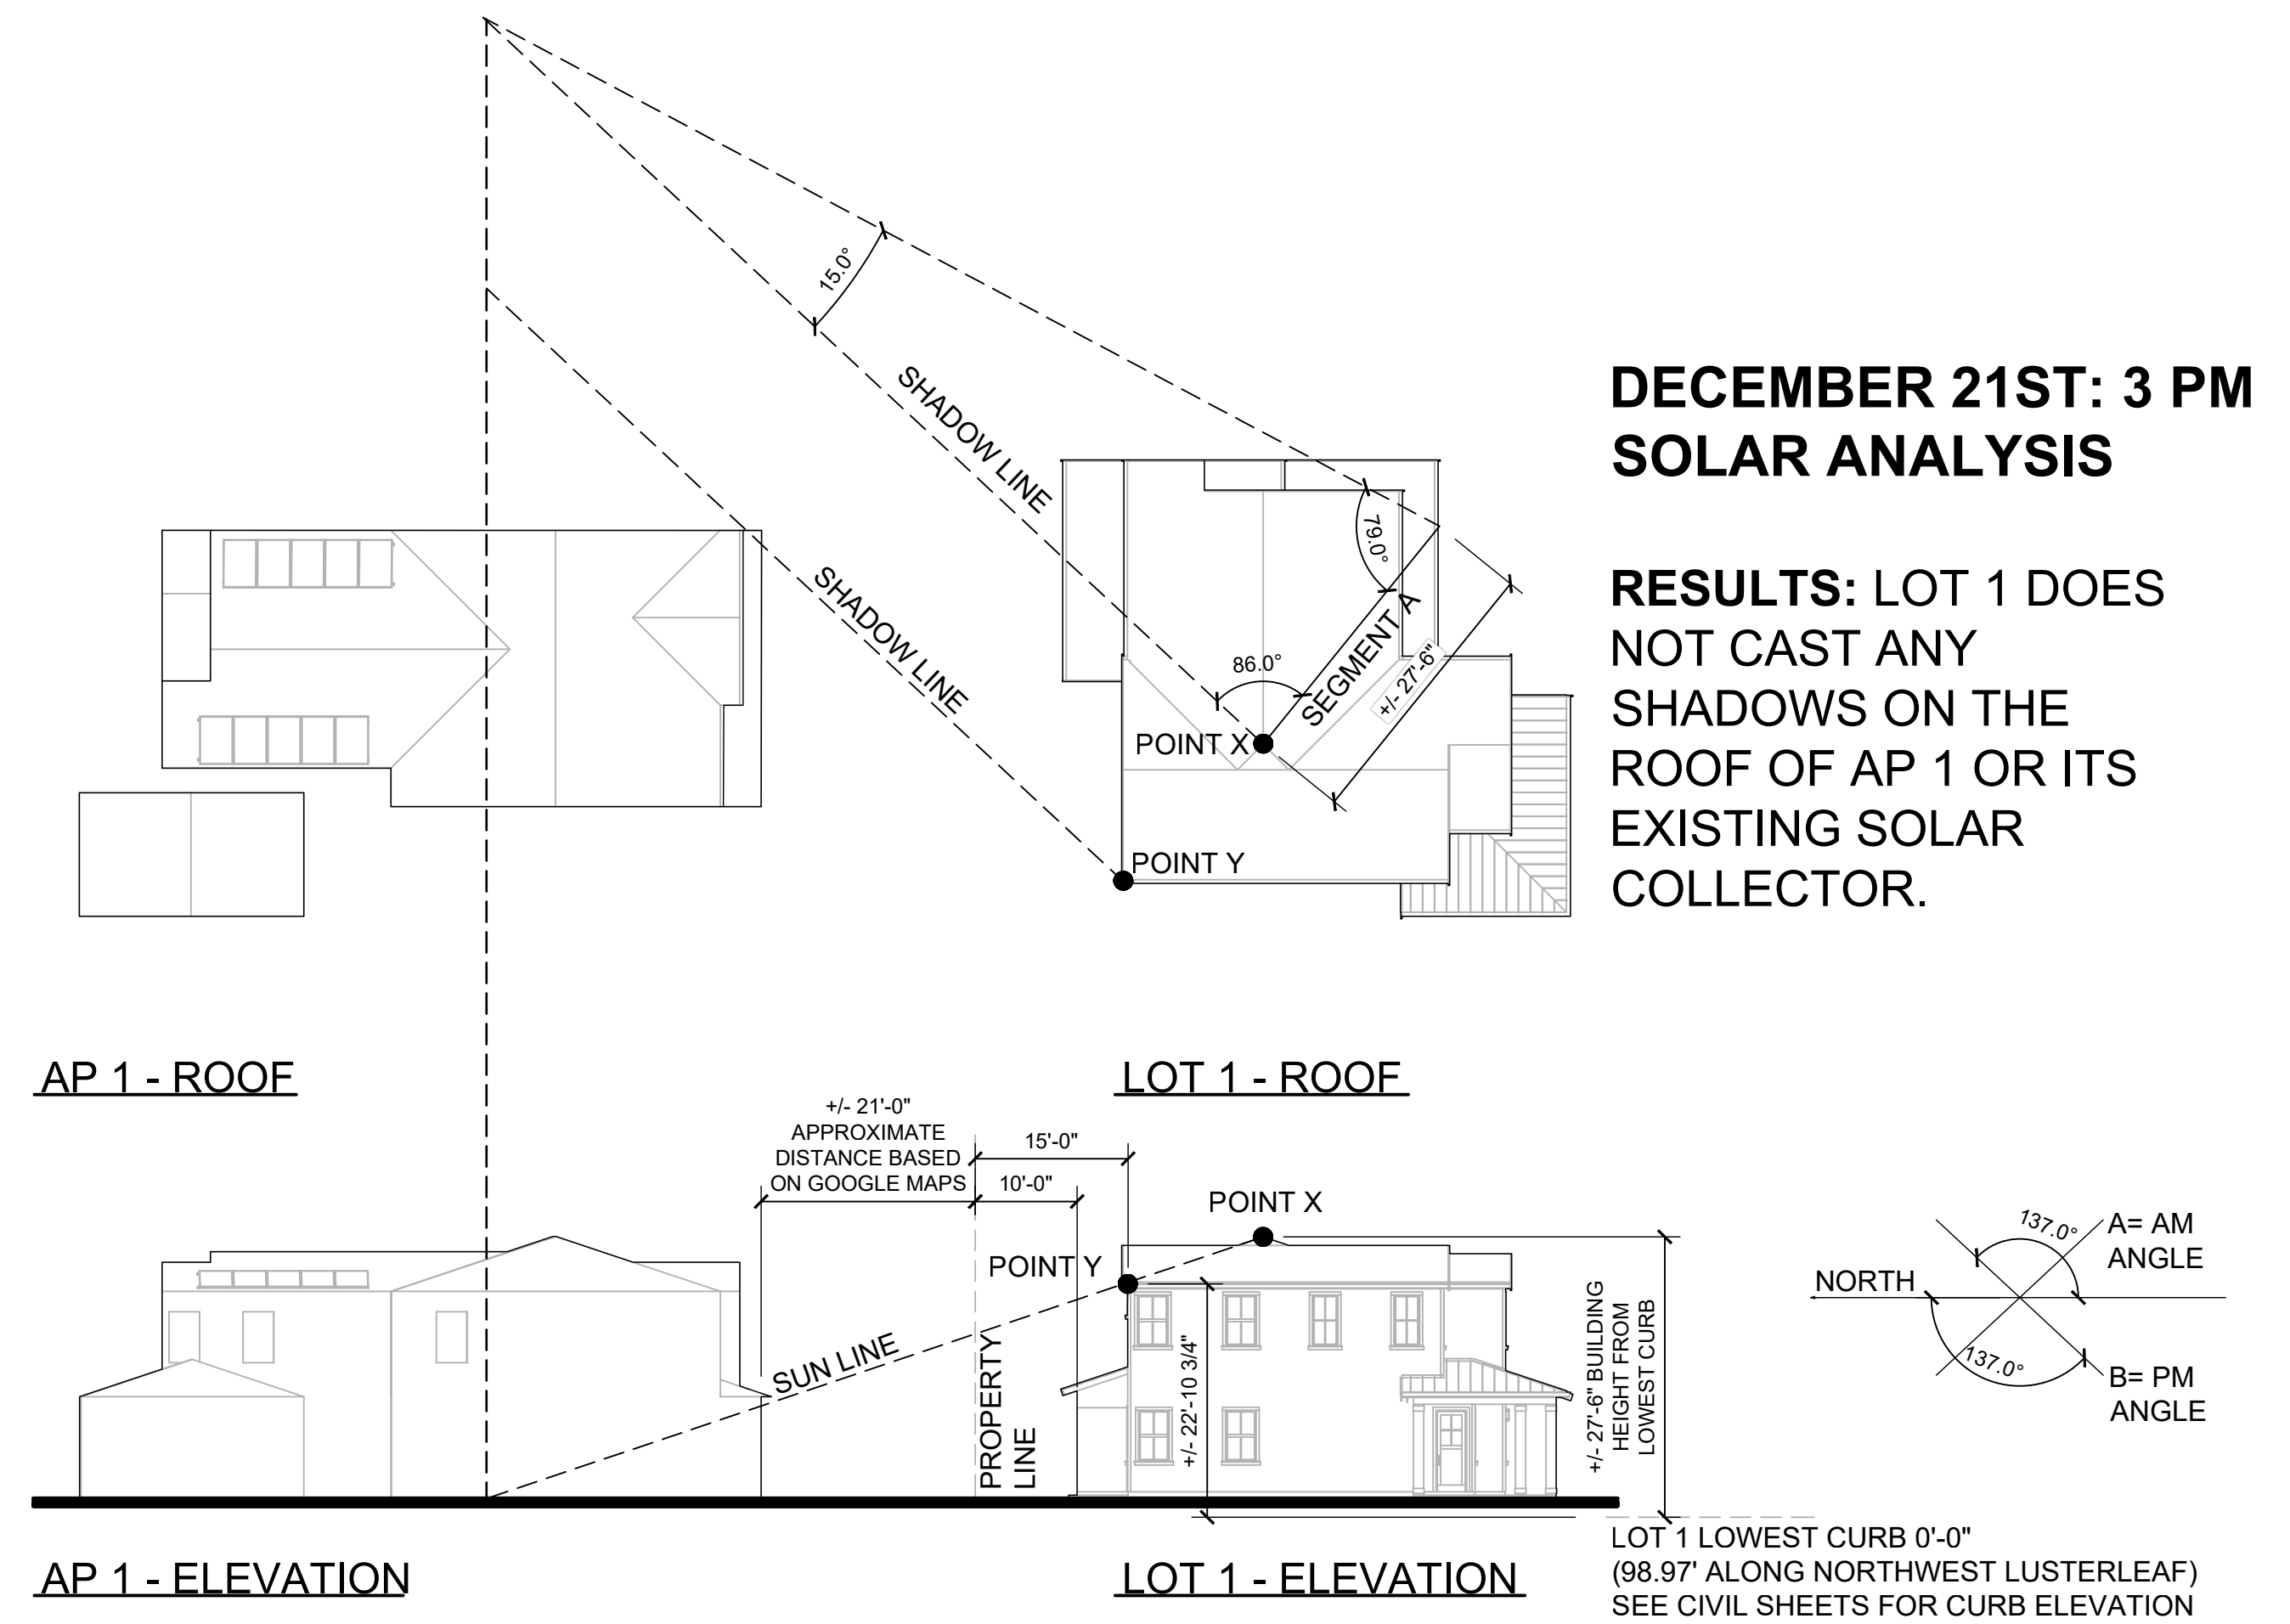 15.0°
SHADOW LINE
SHADOW LINE
79.0°
SEGMENT A
+/- 27'-6"
86.0°
POINT X
POINT Y
DECEMBER 21ST: 3 PM
SOLAR ANALYSIS
RESULTS: LOT 1 DOES
NOT CAST ANY
SHADOWS ON THE
ROOF OF AP 1 OR ITS
EXISTING SOLAR
COLLECTOR.
AP 1 - ROOF
LOT 1 - ROOF
+/- 21'-0"
APPROXIMATE
DISTANCE BASED
ON GOOGLE MAPS
15'-0"
10'-0"
POINT X
POINT Y
SUN LINE
PROPERTY
LINE
+/- 22'-10 3/4"
+/- 27'-6" BUILDING
HEIGHT FROM
LOWEST CURB
NORTH
137.0°
A= AM
ANGLE
137.0°
B= PM
ANGLE
AP 1 - ELEVATION
LOT 1 - ELEVATION
LOT 1 LOWEST CURB 0'-0"
(98.97' ALONG NORTHWEST LUSTERLEAF)
SEE CIVIL SHEETS FOR CURB ELEVATION